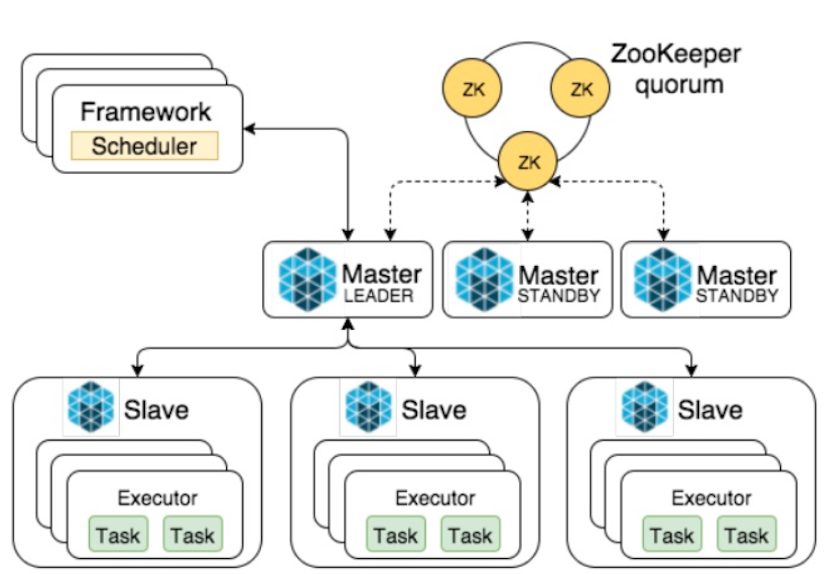 ZooKeeper
quorum
ZK
ZK
ZK
Framework
Scheduler
Master
LEADER
Master
STANDBY
Master
STANDBY
Slave
Executor
Task
Task
Slave
Executor
Task
Task
Slave
Executor
Task
Task